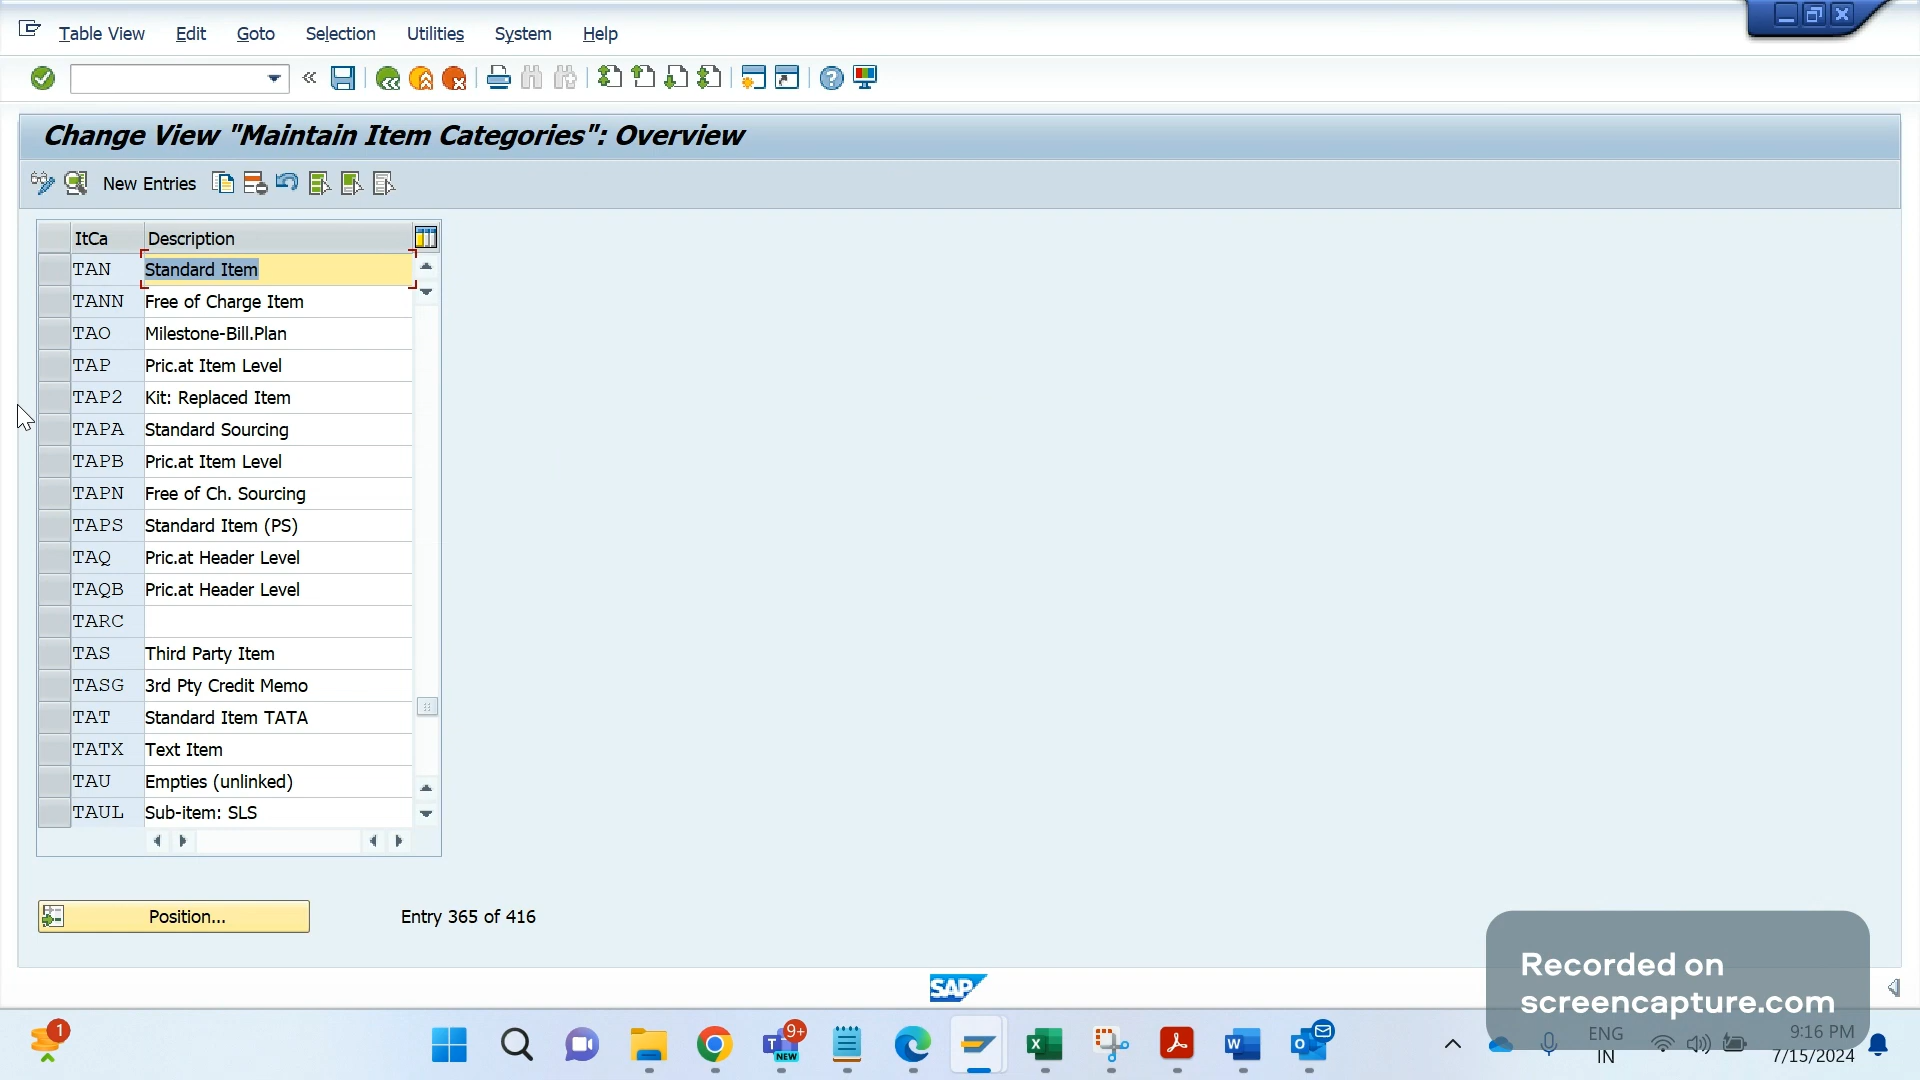 Table View Edit Goto Selection Utilities System Help
Change View "Maintain Item Categories": Overview
New Entries
ItCa Description
TAN Standard Item
TANN Free of Charge Item
TAO Milestone-Bill.Plan
TAP Pric.at Item Level
TAP2 Kit: Replaced Item
TAPA Standard Sourcing
TAPB Pric.at Item Level
TAPN Free of Ch. Sourcing
TAPS Standard Item (PS)
TAQ Pric.at Header Level
TAQB Pric.at Header Level
TARC
TAS Third Party Item
TASG 3rd Pty Credit Memo
TAT Standard Item TATA
TATX Text Item
TAU Empties (unlinked)
TAUL Sub-item: SLS
Position... Entry 365 of 416
SAP
Recorded on
screencapture.com
1
9+
NEW
ENG
IN
9:16 PM
7/15/2024